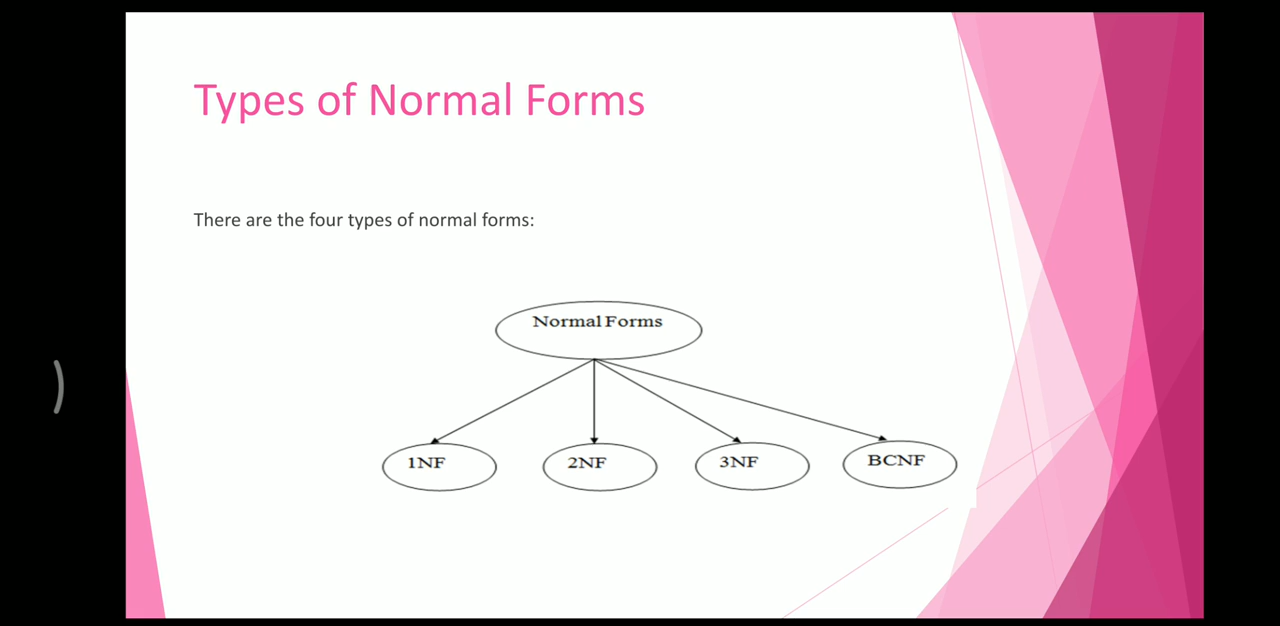 Types of Normal Forms
There are the four types of normal forms:
Normal Forms
1NF
2NF
3NF
BCNF